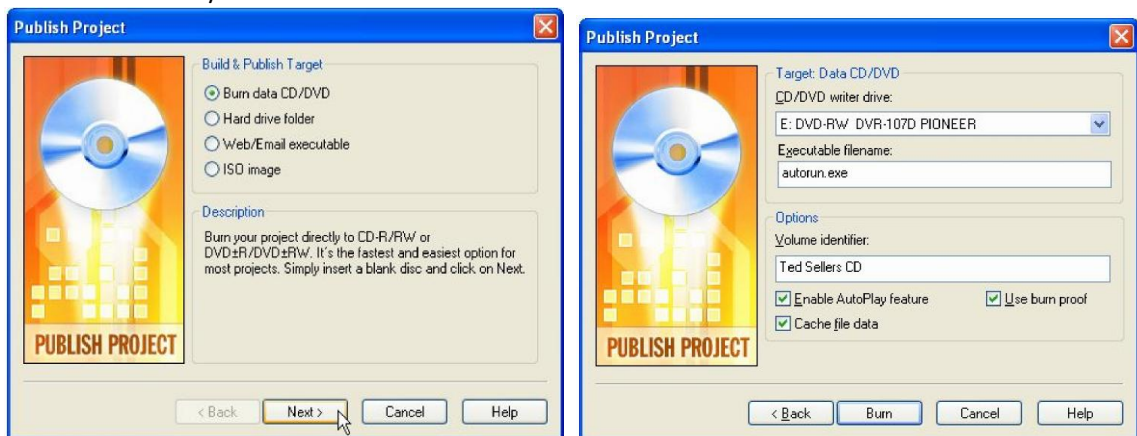 Publish Project
Build & Publish Target
Burn data CD/DVD
Hard drive folder
Web/Email executable
ISO image
Description
Burn your project directly to CD-R/RW or
DVD±R/DVD±RW. It's the fastest and easiest option for
most projects. Simply insert a blank disc and click on Next.
PUBLISH PROJECT
< Back Next > Cancel Help
Publish Project
Target: Data CD/DVD
CD/DVD writer drive:
E: DVD-RW DVR-107D PIONEER
Executable filename:
autorun.exe
Options
Volume identifier:
Ted Sellers CD
Enable AutoPlay feature Use burn proof
Cache file data
PUBLISH PROJECT
< Back Burn Cancel Help